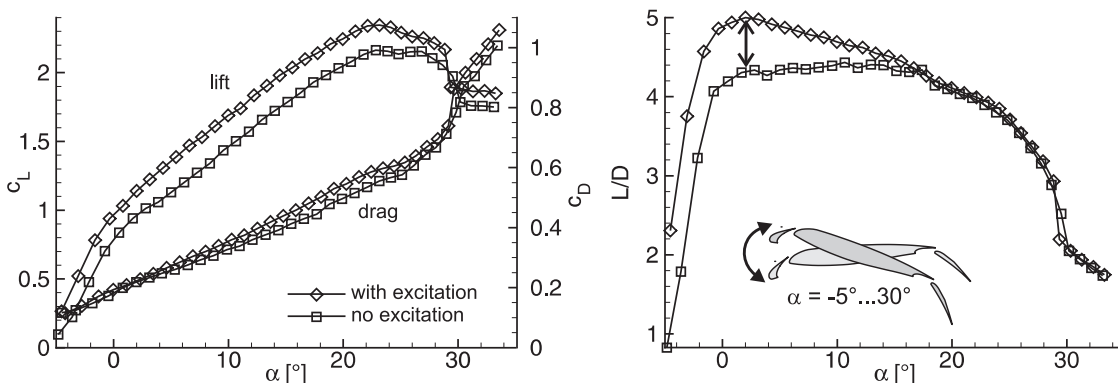 2
1.5
1
0.5
0
c_L
lift
drag
with excitation
no excitation
0
10
20
30
α [°]
1
0.8
0.6
0.4
0.2
0
c_D
5
4
3
2
1
L/D
α = -5°...30°
0
10
20
30
α [°]